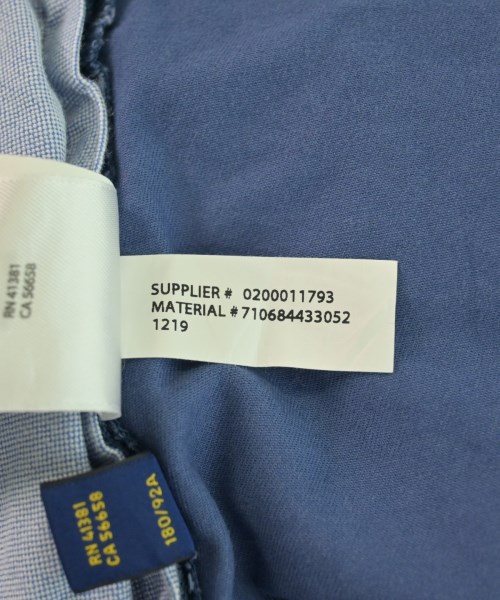 SUPPLIER # 0200011793
MATERIAL # 710684433052
1219
RN 41381
CA 56658
RN 41381
CA 56658
180/92A